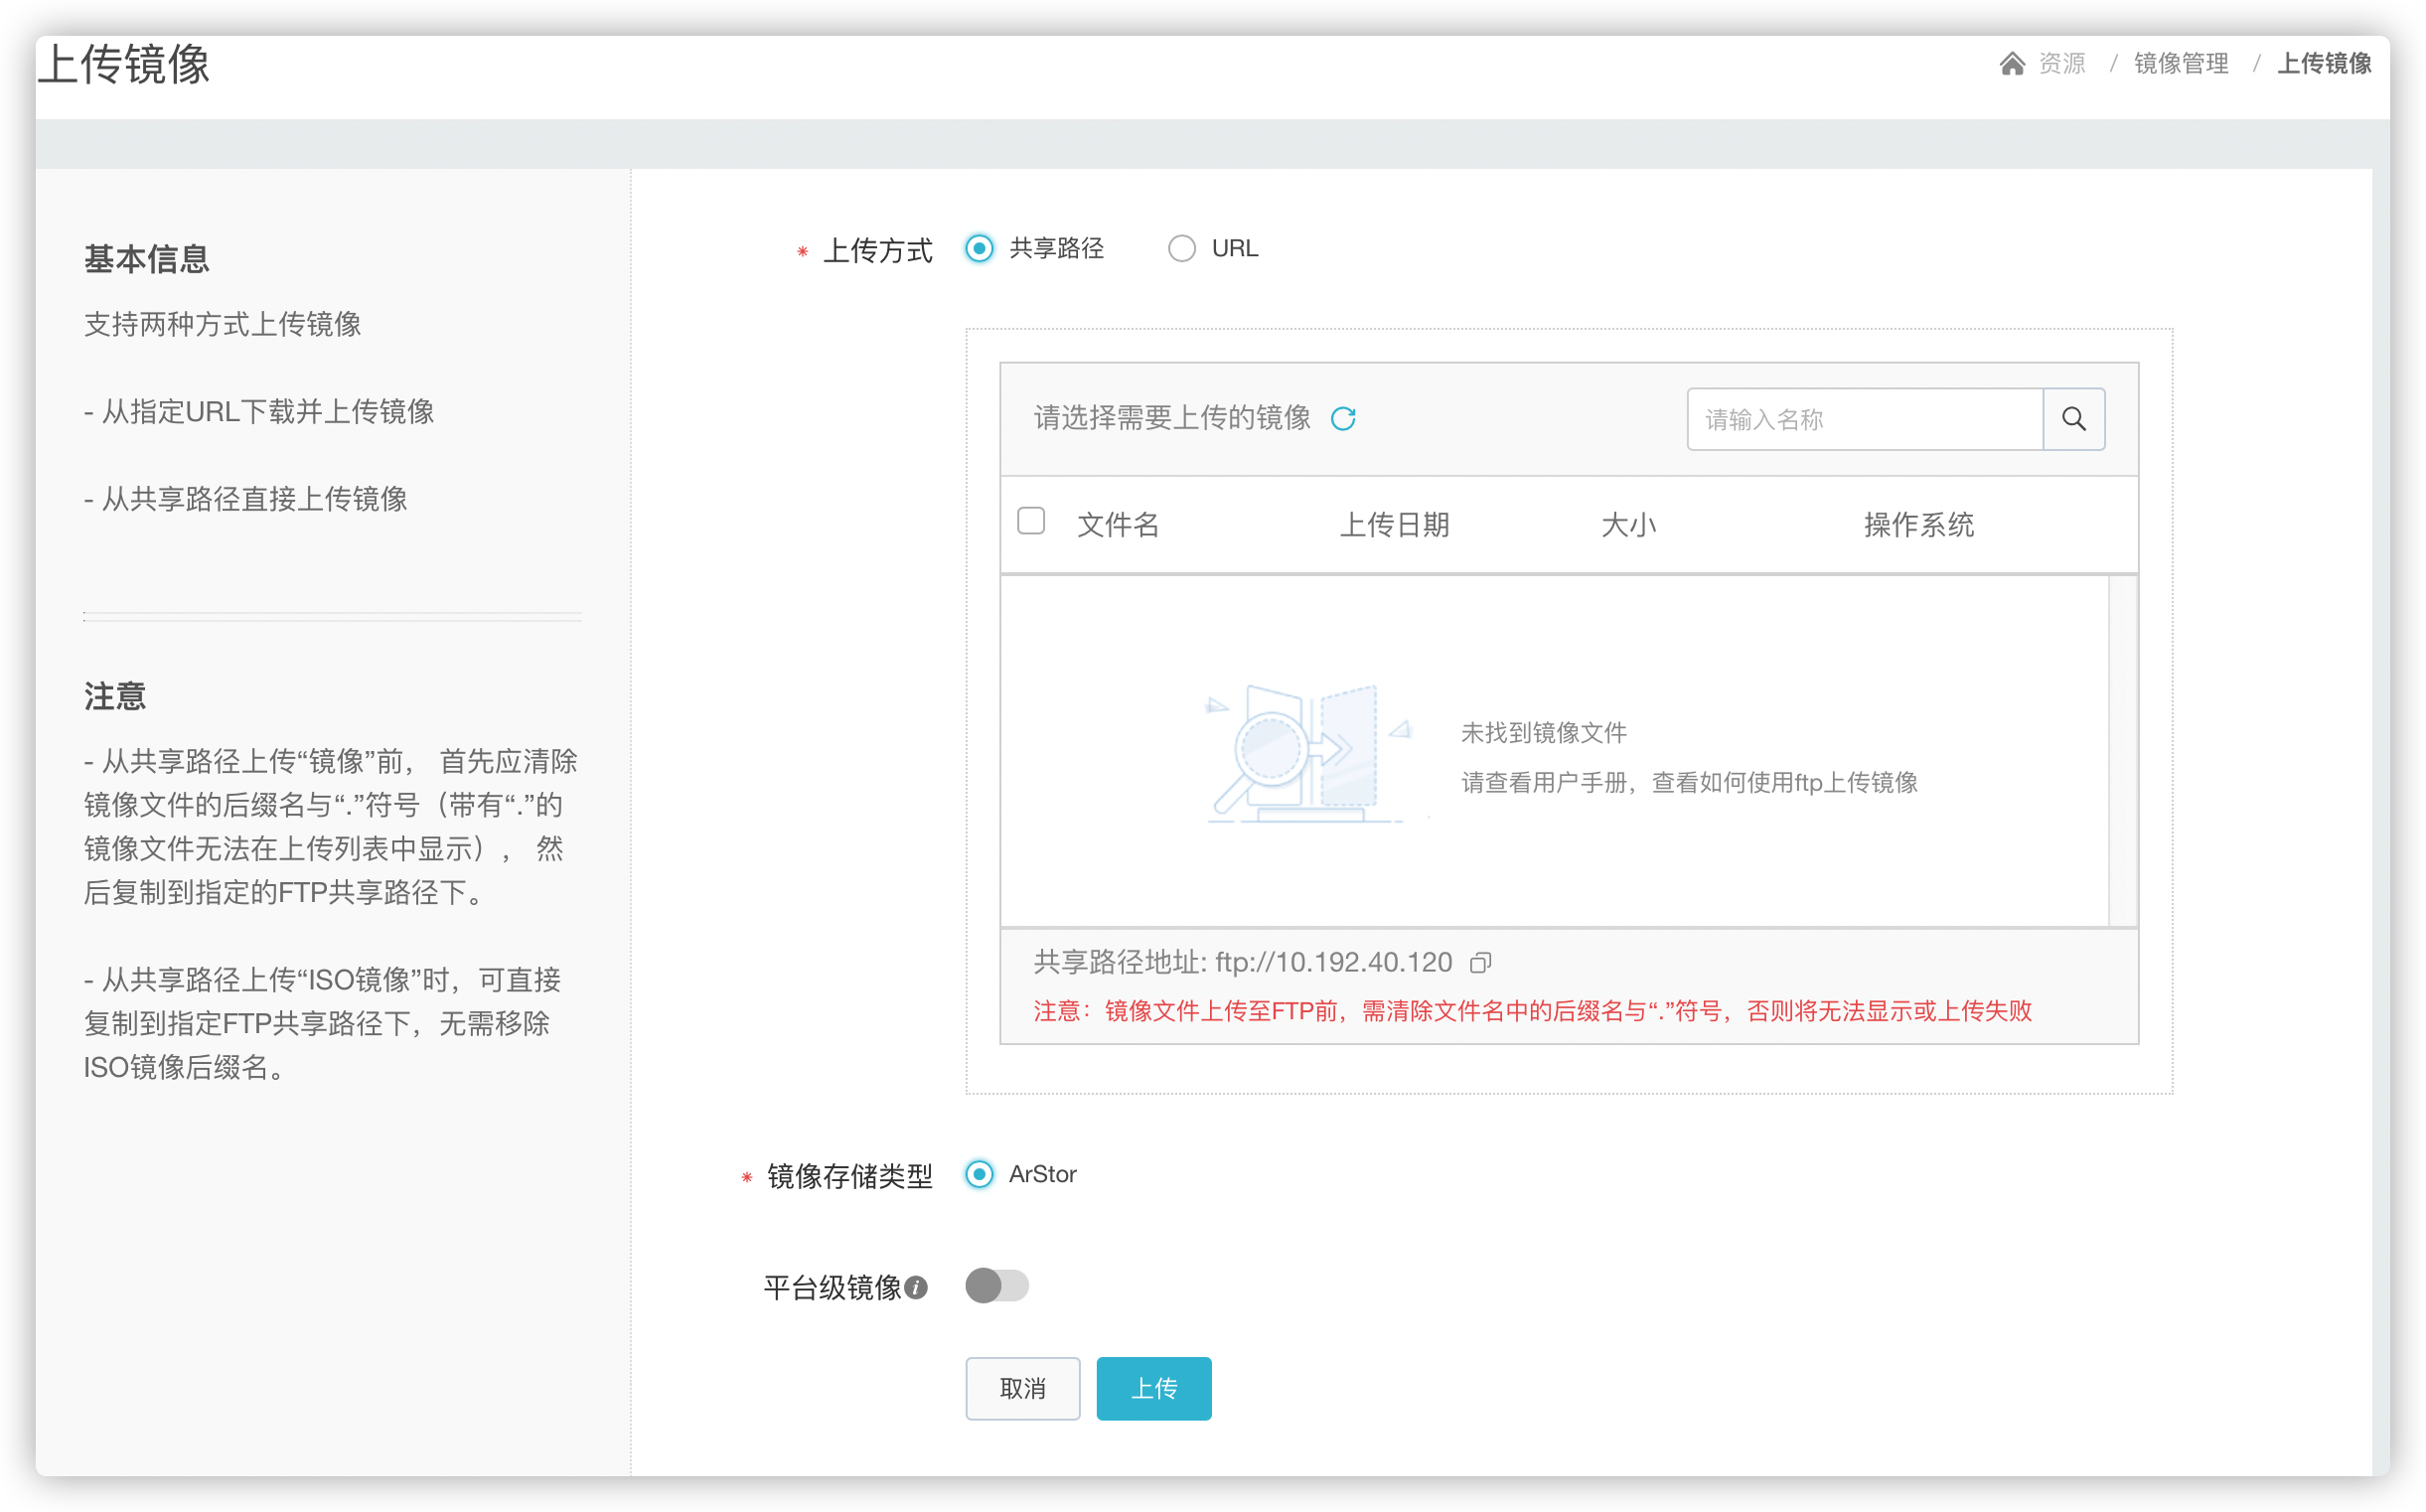 上传镜像
资源 / 镜像管理 / 上传镜像
基本信息
支持两种方式上传镜像
- 从指定URL下载并上传镜像
- 从共享路径直接上传镜像
注意
- 从共享路径上传“镜像”前， 首先应清除
镜像文件的后缀名与“.”符号（带有“.”的
镜像文件无法在上传列表中显示）， 然
后复制到指定的FTP共享路径下。
- 从共享路径上传“ISO镜像”时，可直接
复制到指定FTP共享路径下，无需移除
ISO镜像后缀名。
* 上传方式 共享路径 URL
请选择需要上传的镜像 请输入名称
文件名 上传日期 大小 操作系统
未找到镜像文件
请查看用户手册，查看如何使用ftp上传镜像
共享路径地址: ftp://10.192.40.120
注意：镜像文件上传至FTP前，需清除文件名中的后缀名与“.”符号，否则将无法显示或上传失败
* 镜像存储类型 ArStor
平台级镜像 i
取消 上传